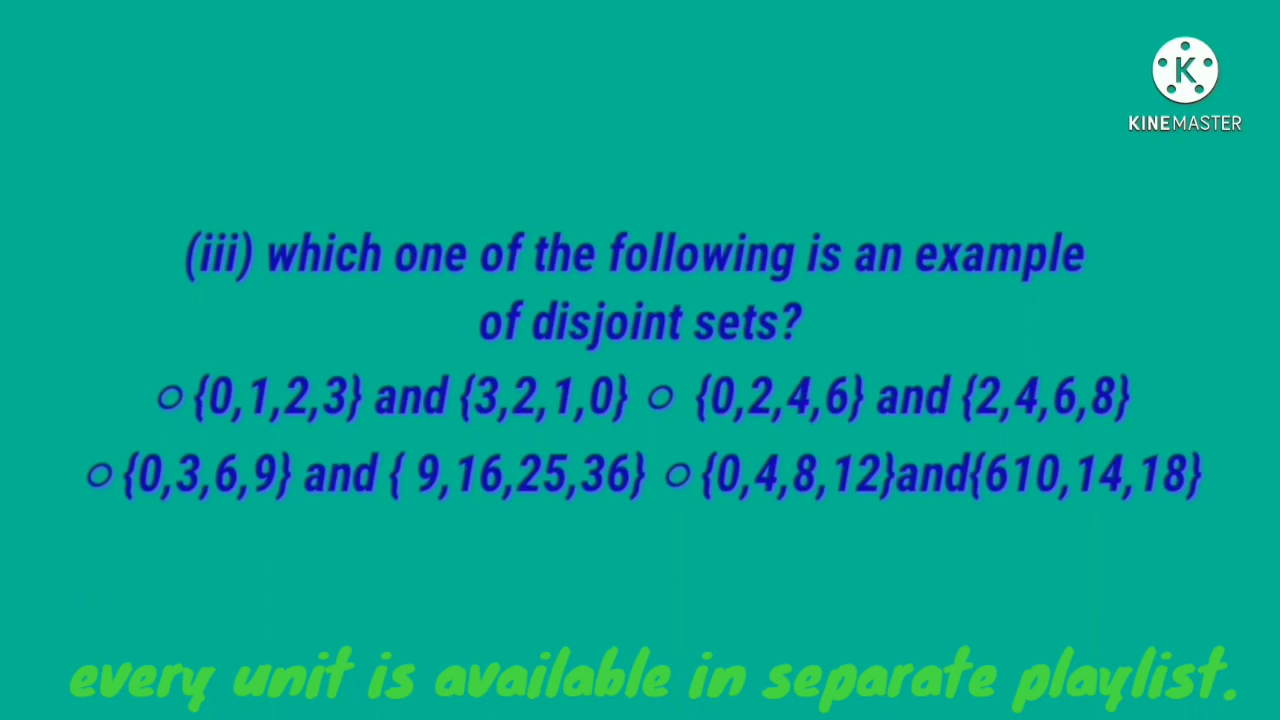 KINEMASTER
(iii) which one of the following is an example
of disjoint sets?
○ {0,1,2,3} and {3,2,1,0} ○ {0,2,4,6} and {2,4,6,8}
○ {0,3,6,9} and { 9,16,25,36} ○ {0,4,8,12}and{610,14,18}
every unit is available in separate playlist.